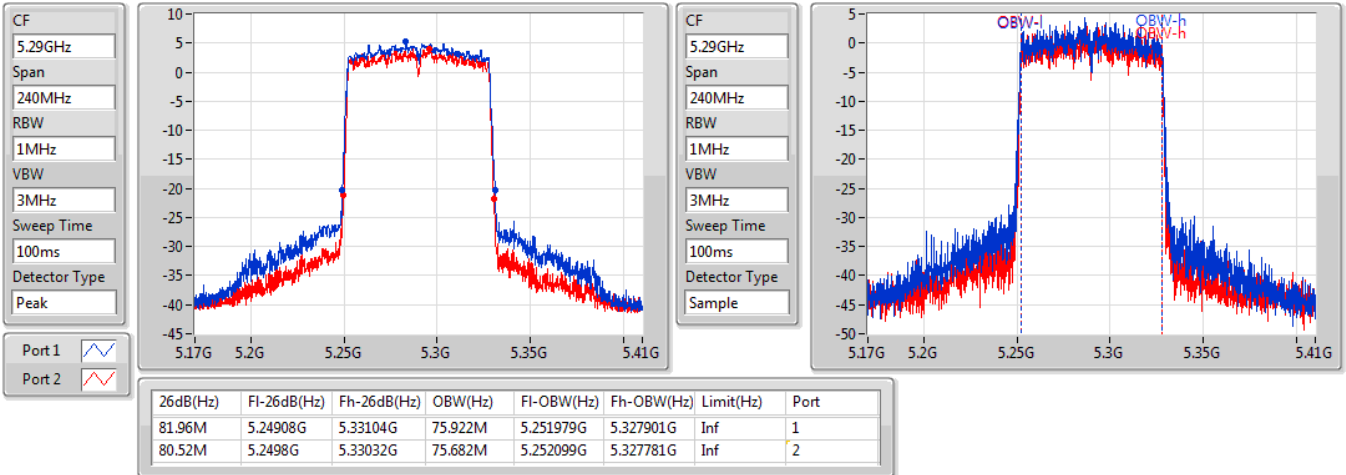 CF
5.29GHz
Span
240MHz
RBW
1MHz
VBW
3MHz
Sweep Time
100ms
Detector Type
Peak
10-
5-
0-
-5-
-10-
-15-
-20-
-25-
-30-
-35-
-40-
-45-
5.17G 5.2G 5.25G 5.3G 5.35G 5.41G
CF
5.29GHz
Span
240MHz
RBW
1MHz
VBW
3MHz
Sweep Time
100ms
Detector Type
Sample
OBW-l OBW-h
OBW-h
5-
0-
-5-
-10-
-15-
-20-
-25-
-30-
-35-
-40-
-45-
-50-
5.17G 5.2G 5.25G 5.3G 5.35G 5.41G
Port 1
Port 2
26dB(Hz) Fl-26dB(Hz) Fh-26dB(Hz) OBW(Hz) Fl-OBW(Hz) Fh-OBW(Hz) Limit(Hz) Port
81.96M 5.24908G 5.33104G 75.922M 5.251979G 5.327901G Inf 1
80.52M 5.2498G 5.33032G 75.682M 5.252099G 5.327781G Inf 2